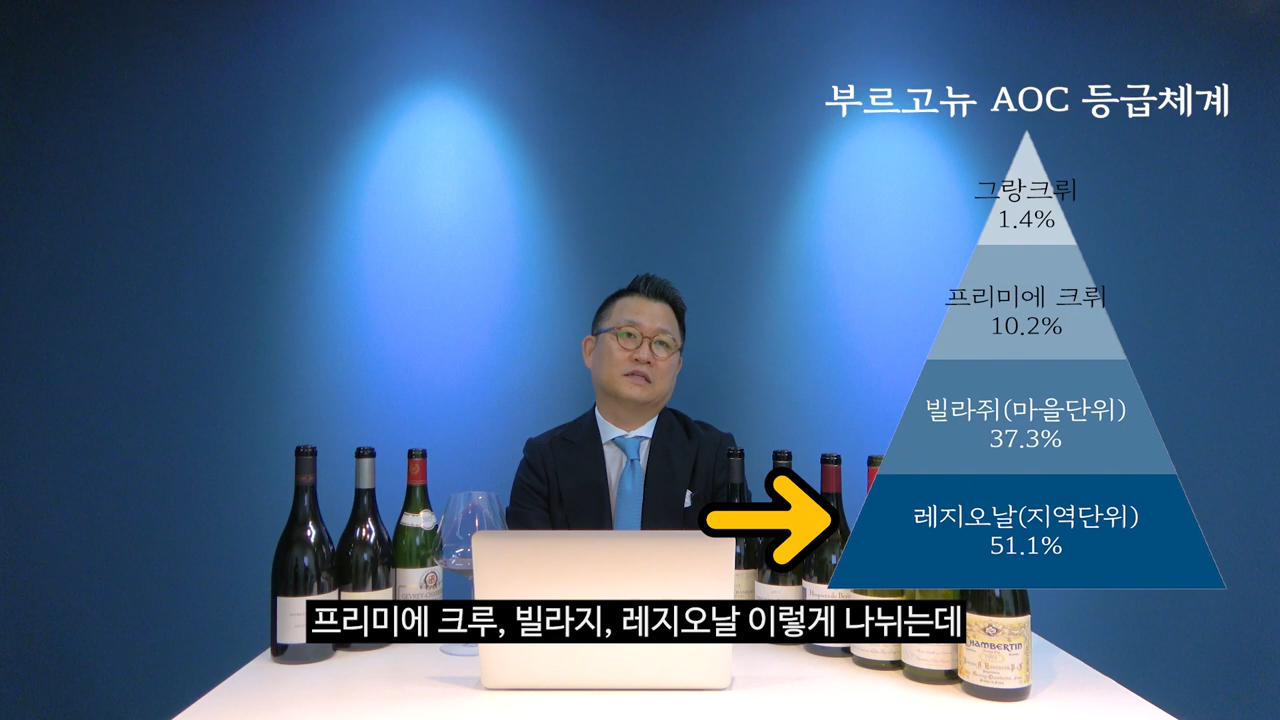 부르고뉴 AOC 등급체계
그랑크뤼
1.4%
프리미에 크뤼
10.2%
빌라쥐(마을단위)
37.3%
레지오날(지역단위)
51.1%
프리미에 크루, 빌라지, 레지오날 이렇게 나뉘는데
CHAMBERTIN